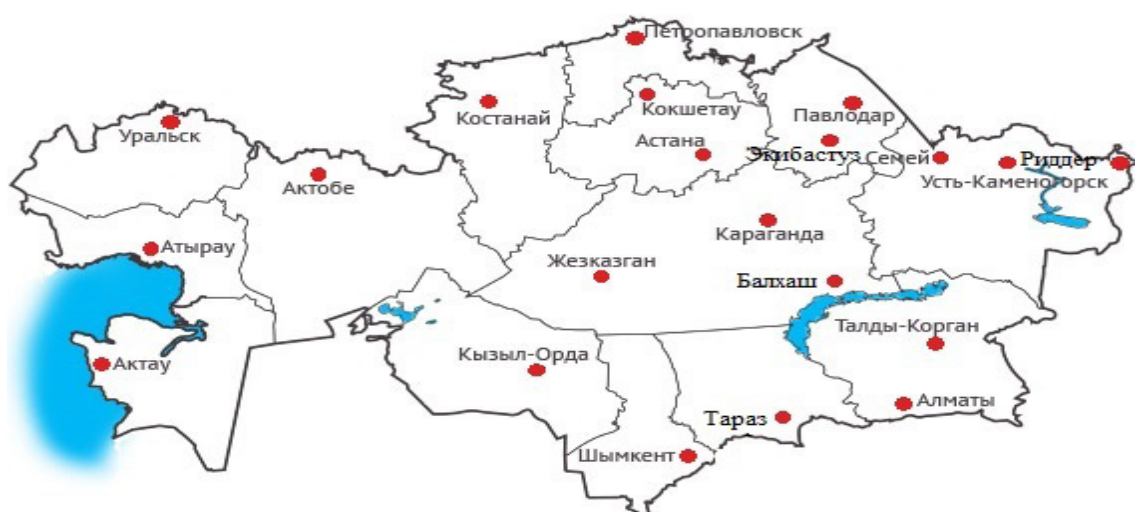 Петропавловск
Костанай
Кокшетау
Павлодар
Уральск
Астана
Экибастуз
Семей
Риддер
Усть-Каменогорск
Актобе
Караганда
Атырау
Жезказган
Балхаш
Талды-Корган
Кызыл-Орда
Актау
Алматы
Тараз
Шымкент